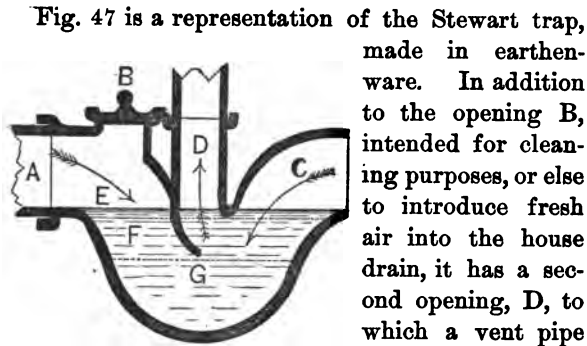 Fig. 47 is a representation of the Stewart trap,
made in earthen-
ware. In addition
to the opening B,
intended for clean-
ing purposes, or else
to introduce fresh
air into the house
drain, it has a sec-
ond opening, D, to
which a vent pipe
B
A
D
C
E
F
G